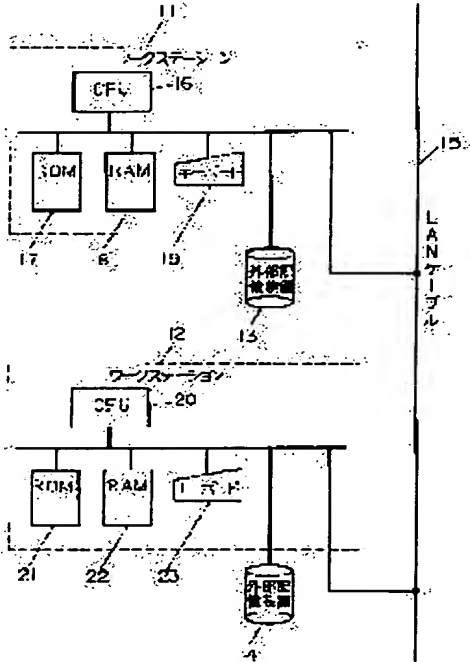 11
ークステーション
CPU
16
ROM
RAM
キーボード
17
8
19
外部記
憶装置
13
15
LANケーブル
12
ワークステーション
CPU
20
ROM
RAM
キーボード
21
22
23
外部記
憶装置
4